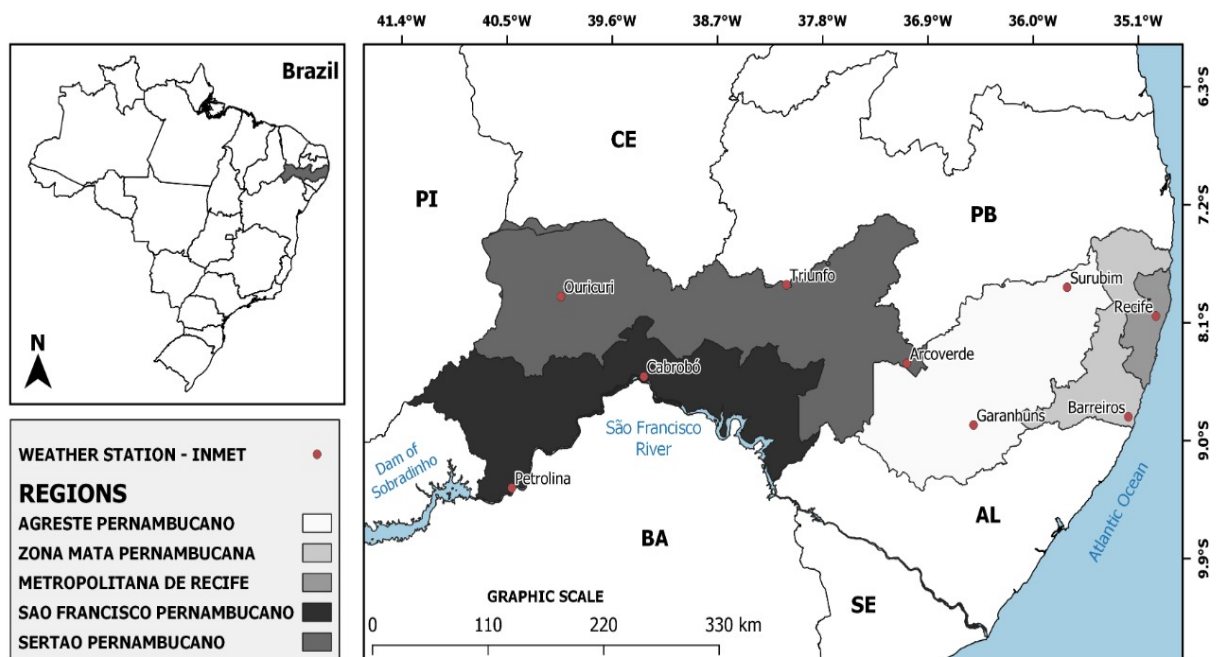 41.4°W 40.5°W 39.6°W 38.7°W 37.8°W 36.9°W 36.0°W 35.1°W
Brazil
N
WEATHER STATION - INMET
REGIONS
AGRESTE PERNAMBUCANO
ZONA MATA PERNAMBUCANA
METROPOLITANA DE RECIFE
SAO FRANCISCO PERNAMBUCANO
SERTAO PERNAMBUCANO
CE
PI
PB
Ouricuri
Triunfo
Surubim
Recife
Arcoverde
Cabrobó
Garanhúns
Barreiros
São Francisco
River
Dam of
Sobradinho
Petrolina
BA
AL
SE
Atlantic Ocean
GRAPHIC SCALE
0 110 220 330 km
6.3°S
7.2°S
8.1°S
9.0°S
9.9°S